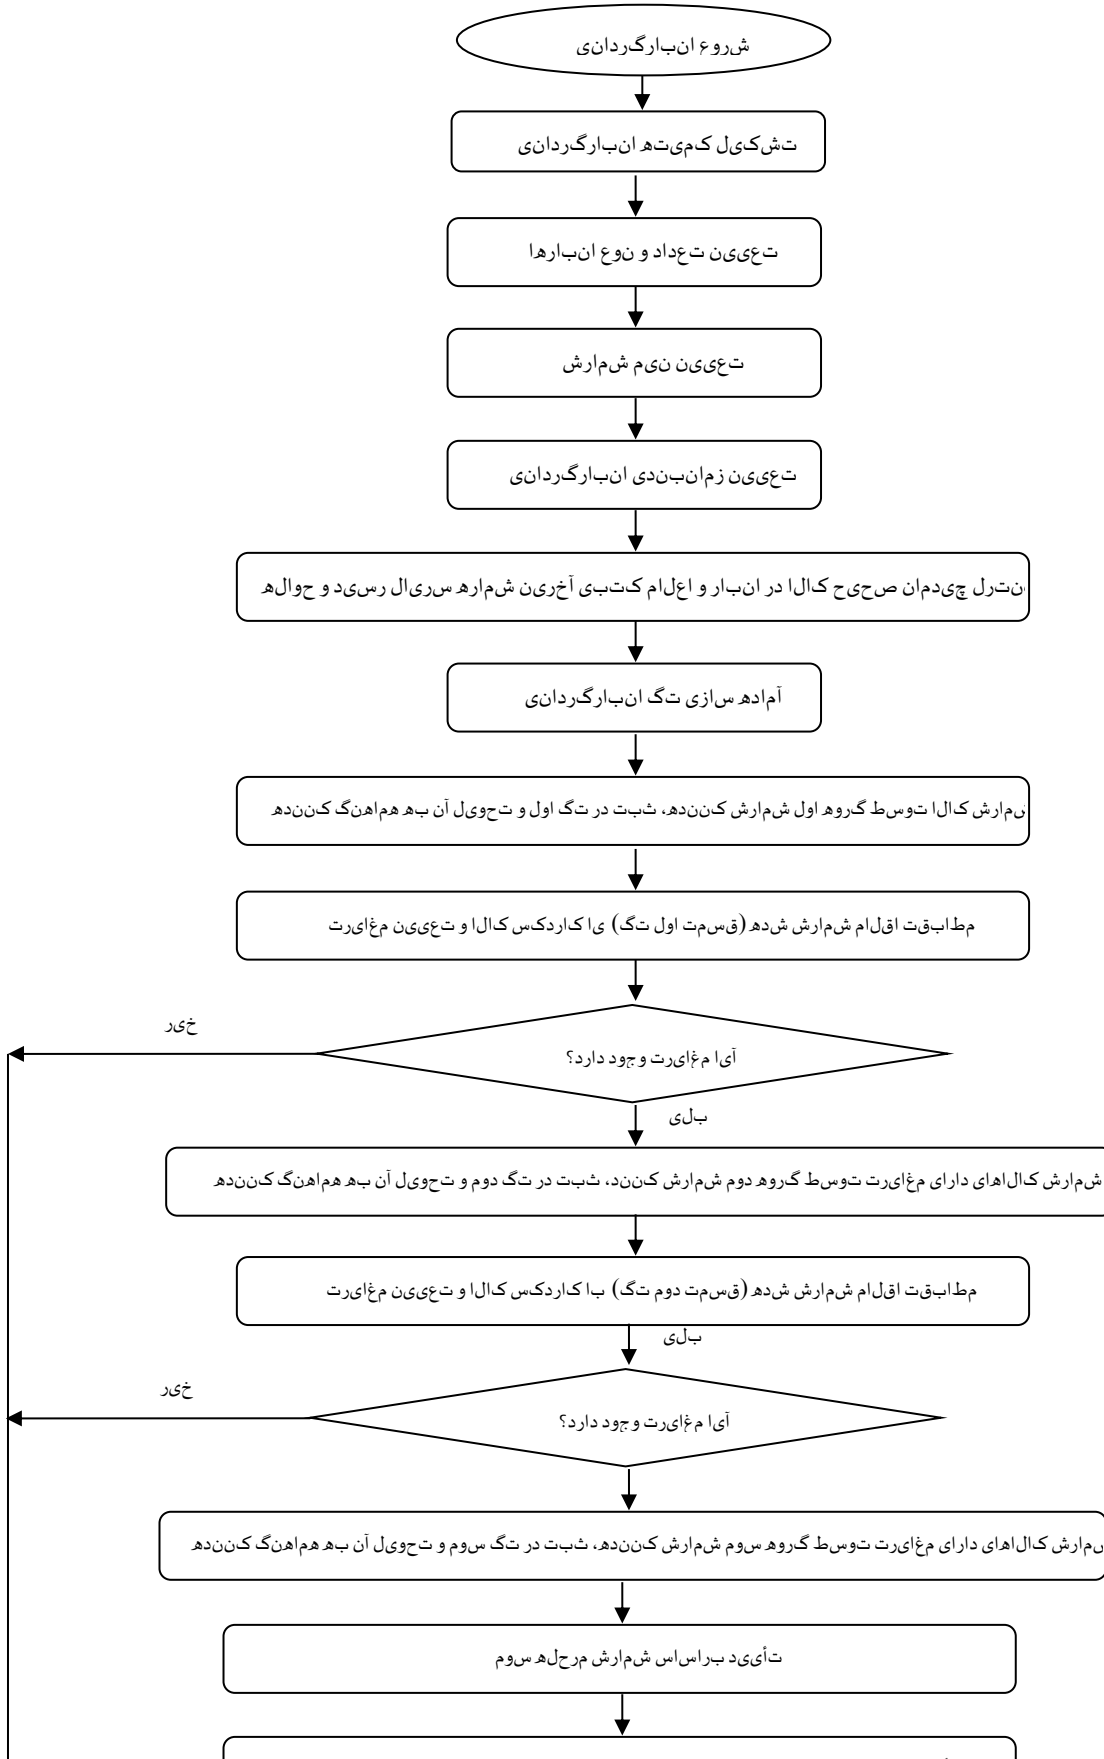 شروع انبارگردانی
تشکیل کمیته انبارگردانی
تعیین تعداد و نوع انبارها
تعیین نیم شمارش
تعیین زمانبندی انبارگردانی
نترل چیدمان صحیح کالا در انبار و اعلام کتبی آخرین شماره سریال رسید و حواله
آماده سازی تگ انبارگردانی
شمارش کالا توسط گروه اول شمارش کننده، ثبت در تگ اول و تحویل آن به هماهنگ کننده
مطابقت اقلام شمارش شده (قسمت اول تگ) یا کاردکس کالا و تعیین مغایرت
خیر
آیا مغایرت وجود دارد؟
بلی
شمارش کالاهای دارای مغایرت توسط گروه دوم شمارش کنند، ثبت در تگ دوم و تحویل آن به هماهنگ کننده
مطابقت اقلام شمارش شده (قسمت دوم تگ) با کاردکس کالا و تعیین مغایرت
بلی
خیر
آیا مغایرت وجود دارد؟
شمارش کالاهای دارای مغایرت توسط گروه سوم شمارش کننده، ثبت در تگ سوم و تحویل آن به هماهنگ کننده
تأیید براساس شمارش مرحله سوم